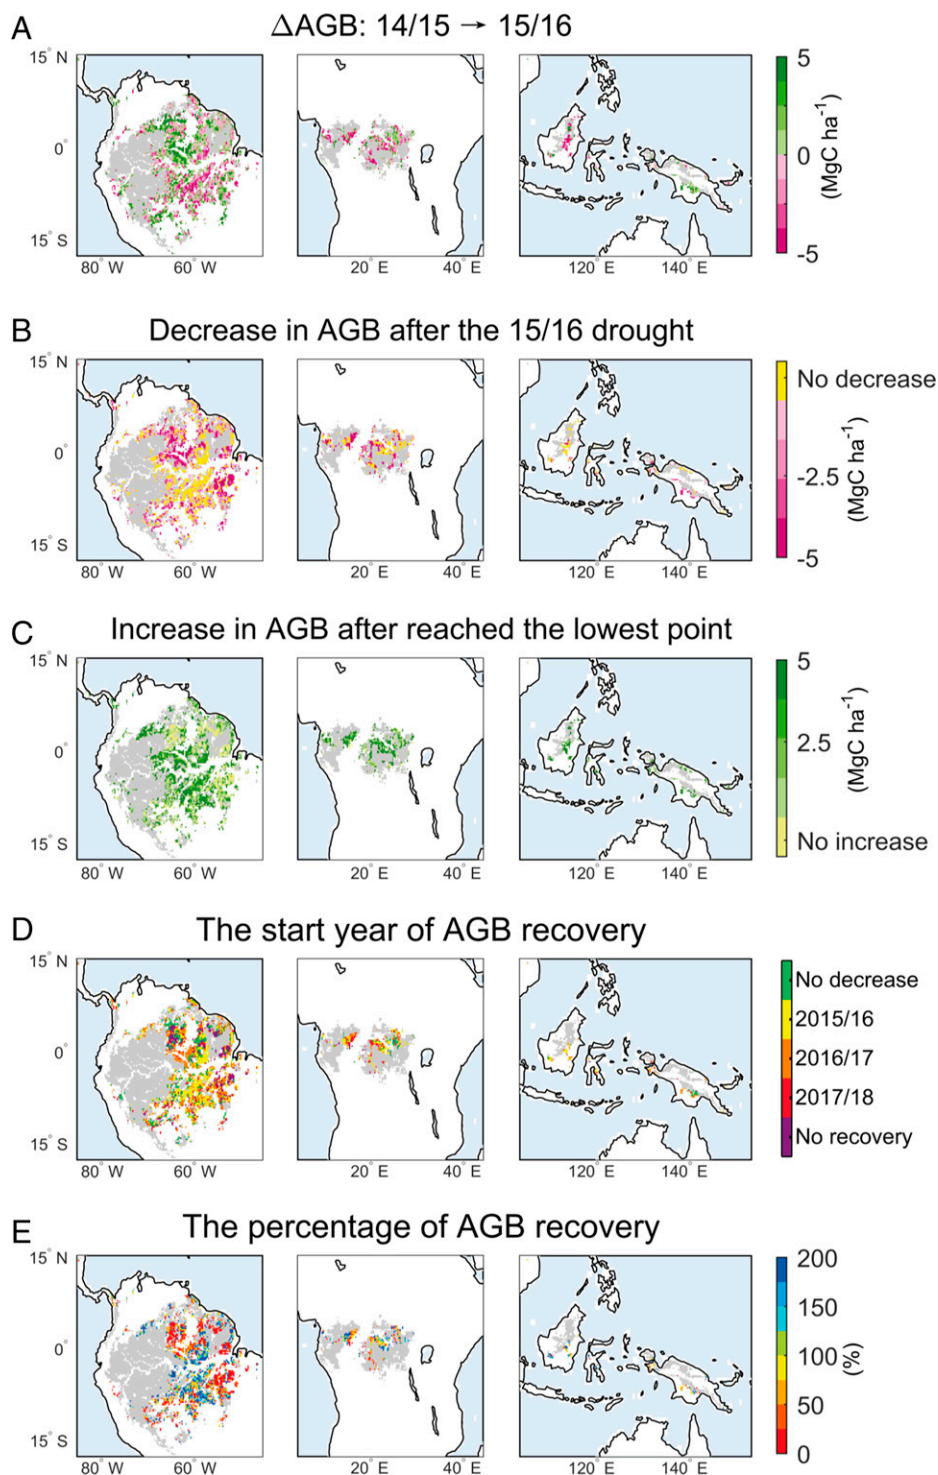 A
ΔAGB: 14/15 → 15/16
15° N
0°
15° S
80° W
60° W
20° E
40° E
120° E
140° E
5
0
-5
(MgC ha⁻¹)
B
Decrease in AGB after the 15/16 drought
15° N
0°
15° S
80° W
60° W
20° E
40° E
120° E
140° E
No decrease
-2.5
-5
(MgC ha⁻¹)
C
Increase in AGB after reached the lowest point
15° N
0°
15° S
80° W
60° W
20° E
40° E
120° E
140° E
5
2.5
No increase
(MgC ha⁻¹)
D
The start year of AGB recovery
15° N
0°
15° S
80° W
60° W
20° E
40° E
120° E
140° E
No decrease
2015/16
2016/17
2017/18
No recovery
E
The percentage of AGB recovery
15° N
0°
15° S
80° W
60° W
20° E
40° E
120° E
140° E
200
150
100
50
0
(%)